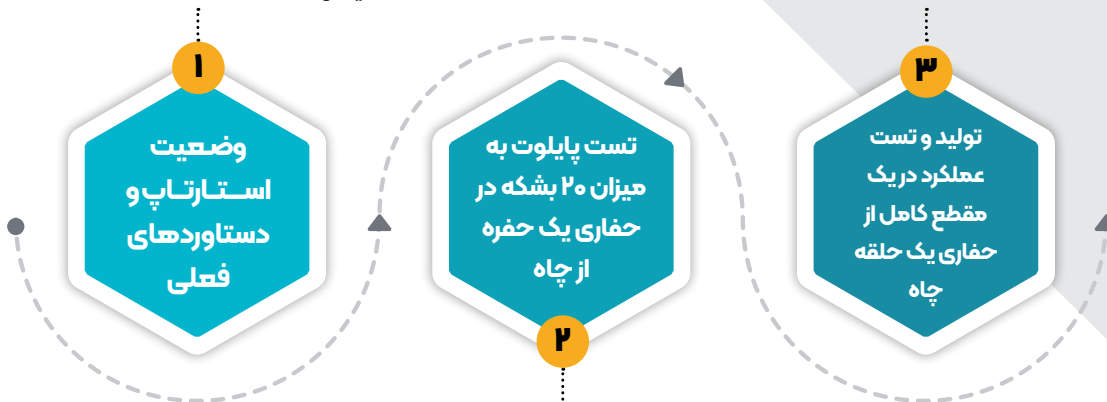 ۱
وضعیت
استارتاپ و
دستاوردهای
فعلی
تست پایلوت به
میزان ۲۰ بشکه در
حفاری یک حفره
از چاه
۲
۳
تولید و تست
عملکرد در یک
مقطع کامل از
حفاری یک حلقه
چاه